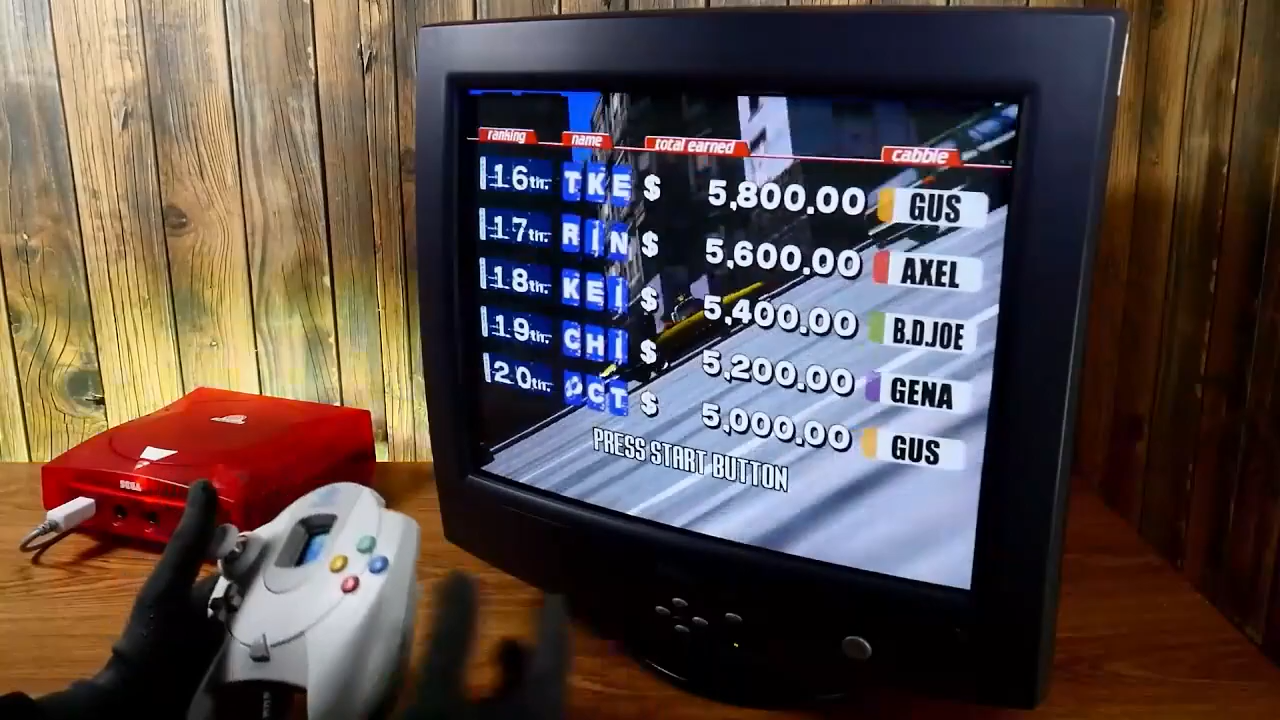 ranking name total earned cabbie
16th. TKE $ 5,800.00 GUS
17th. RIN $ 5,600.00 AXEL
18th. KEI $ 5,400.00 B.D.JOE
19th. CHI $ 5,200.00 GENA
20th. PCT $ 5,000.00 GUS
PRESS START BUTTON
SEGA